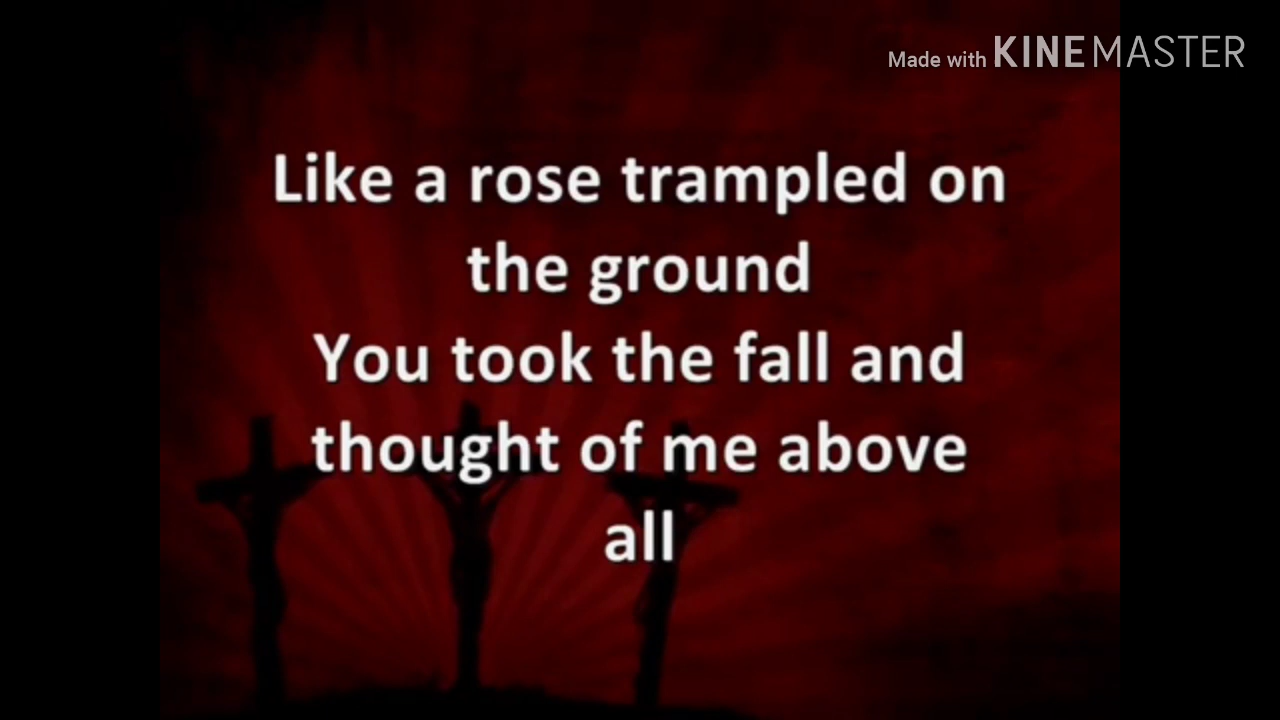 Made with KINEMASTER
Like a rose trampled on
the ground
You took the fall and
thought of me above
all